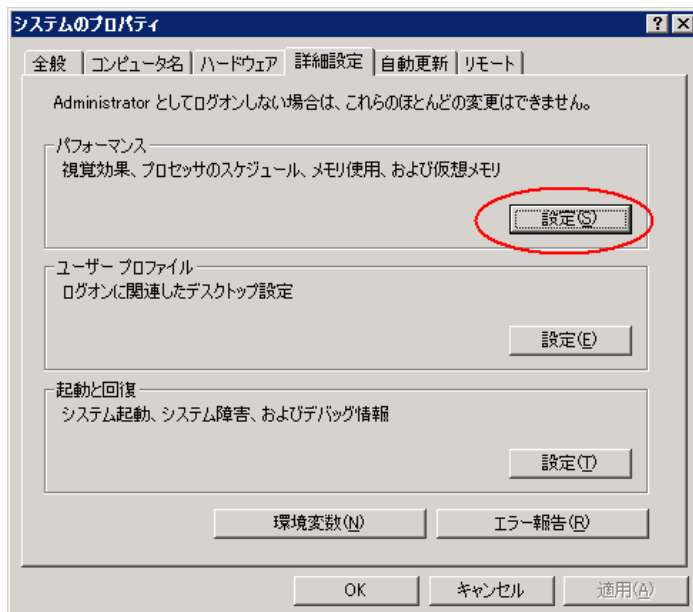 システムのプロパティ
全般 コンピュータ名 ハードウェア 詳細設定 自動更新 リモート
Administrator としてログオンしない場合は、これらのほとんどの変更はできません。
パフォーマンス
視覚効果、プロセッサのスケジュール、メモリ使用、および仮想メモリ
設定(S)
ユーザー プロファイル
ログオンに関連したデスクトップ設定
設定(E)
起動と回復
システム起動、システム障害、およびデバッグ情報
設定(T)
環境変数(N) エラー報告(R)
OK キャンセル 適用(A)